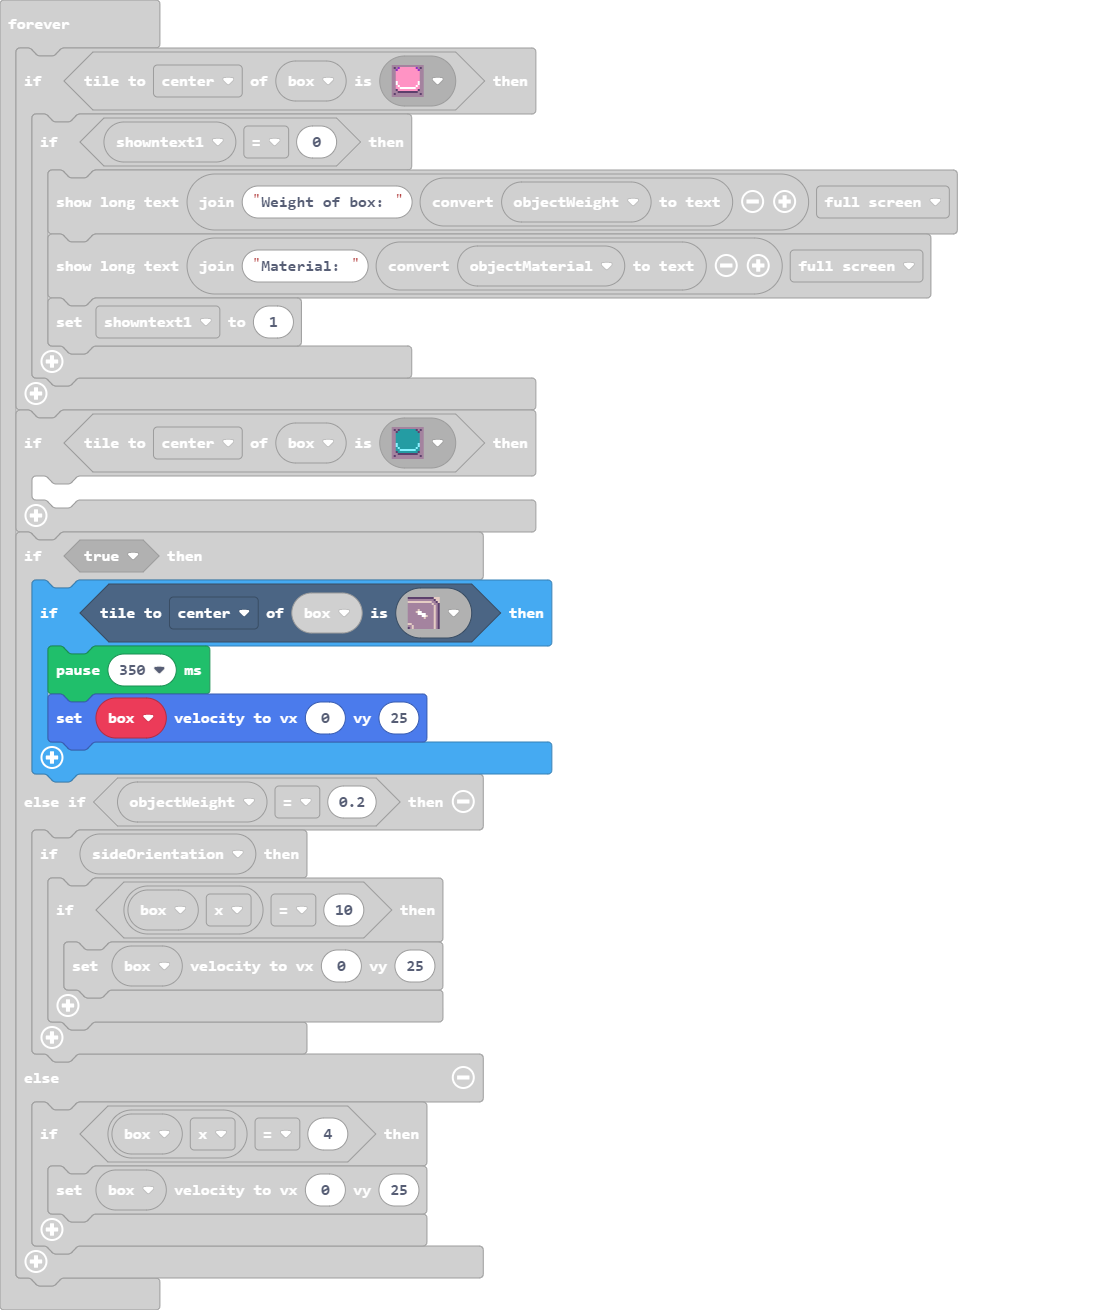 forever
if tile to center of box is then
if showntext1 = 0 then
show long text join "Weight of box: " convert objectWeight to text full screen
show long text join "Material: " convert objectMaterial to text full screen
set showntext1 to 1
if tile to center of box is then
if true then
if tile to center of box is then
pause 350 ms
set box velocity to vx 0 vy 25
else if objectWeight = 0.2 then
if sideOrientation then
if box x = 10 then
set box velocity to vx 0 vy 25
else
if box x = 4 then
set box velocity to vx 0 vy 25